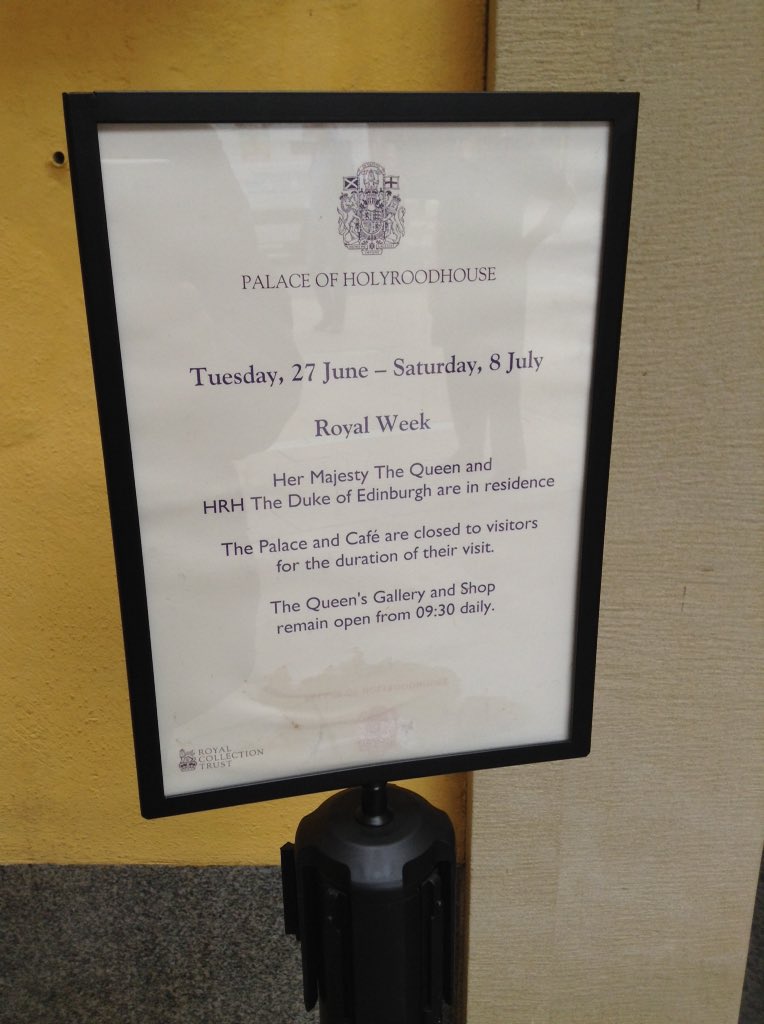 PALACE OF HOLYROODHOUSE
Tuesday, 27 June – Saturday, 8 July
Royal Week
Her Majesty The Queen and
HRH The Duke of Edinburgh are in residence
The Palace and Café are closed to visitors
for the duration of their visit.
The Queen's Gallery and Shop
remain open from 09:30 daily.
ROYAL
COLLECTION
TRUST